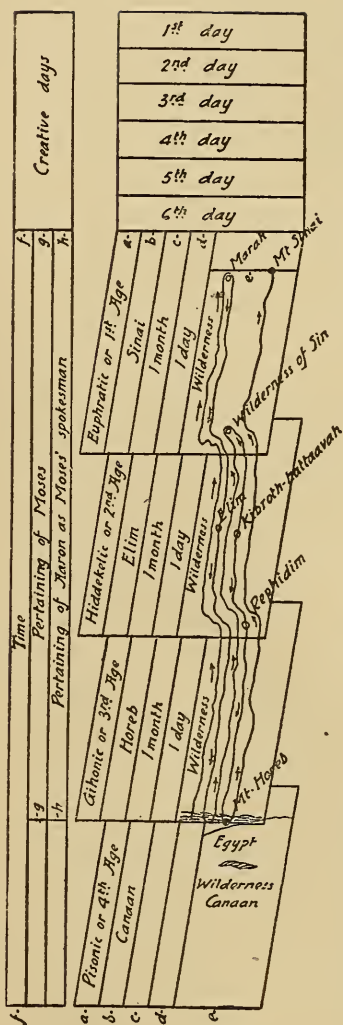 Creative days
1st day
2nd day
3rd day
4th day
5th day
6th day
f.
g.
h.
Time
Pertaining of Moses
Pertaining of Aaron as Moses' spokesman
a.
b.
c.
d.
e.
Euphratic or 1st Age
Sinai
1 month
1 day
Wilderness
Marah
Mt Sinai
Wilderness of Sin
Hiddekelic or 2nd Age
Elim
1 month
1 day
Wilderness
Elim
Kibroth-hattaavah
Rephidim
Gihonic or 3rd Age
Horeb
1 month
1 day
Wilderness
Mt. Horeb
-g
-h
Pisonic or 4th Age
Canaan
Egypt
Wilderness
Canaan
f.
a.
b.
c.
d.
e.